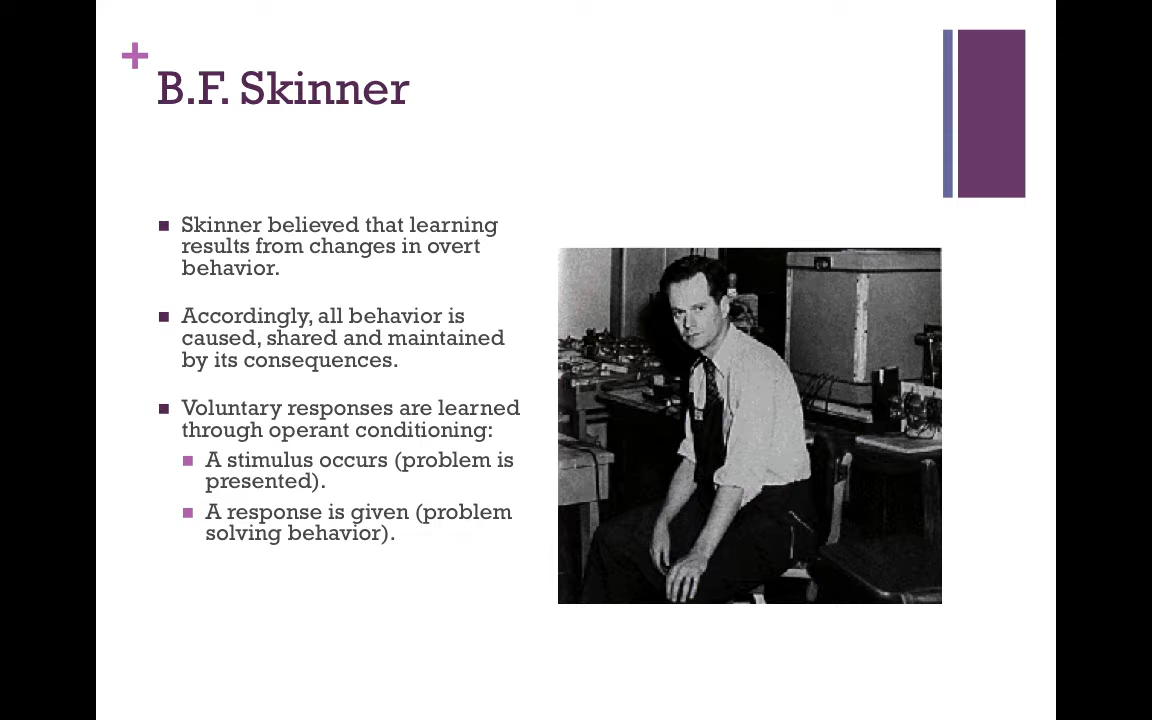 +
B.F. Skinner
■ Skinner believed that learning
results from changes in overt
behavior.
■ Accordingly, all behavior is
caused, shared and maintained
by its consequences.
■ Voluntary responses are learned
through operant conditioning:
■ A stimulus occurs (problem is
presented).
■ A response is given (problem
solving behavior).